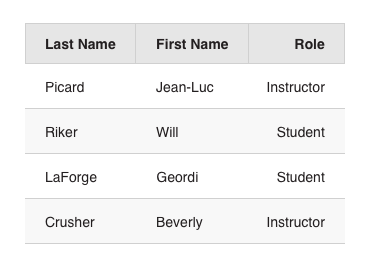 Last Name First Name Role
Picard Jean-Luc Instructor
Riker Will Student
LaForge Geordi Student
Crusher Beverly Instructor